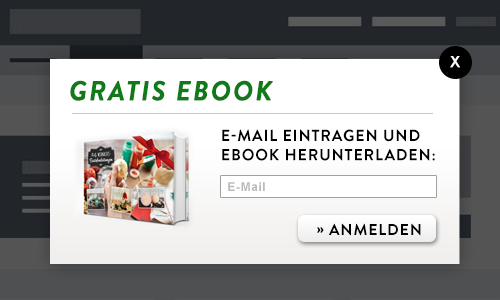 X
GRATIS EBOOK
E-MAIL EINTRAGEN UND
EBOOK HERUNTERLADEN:
E-Mail
» ANMELDEN